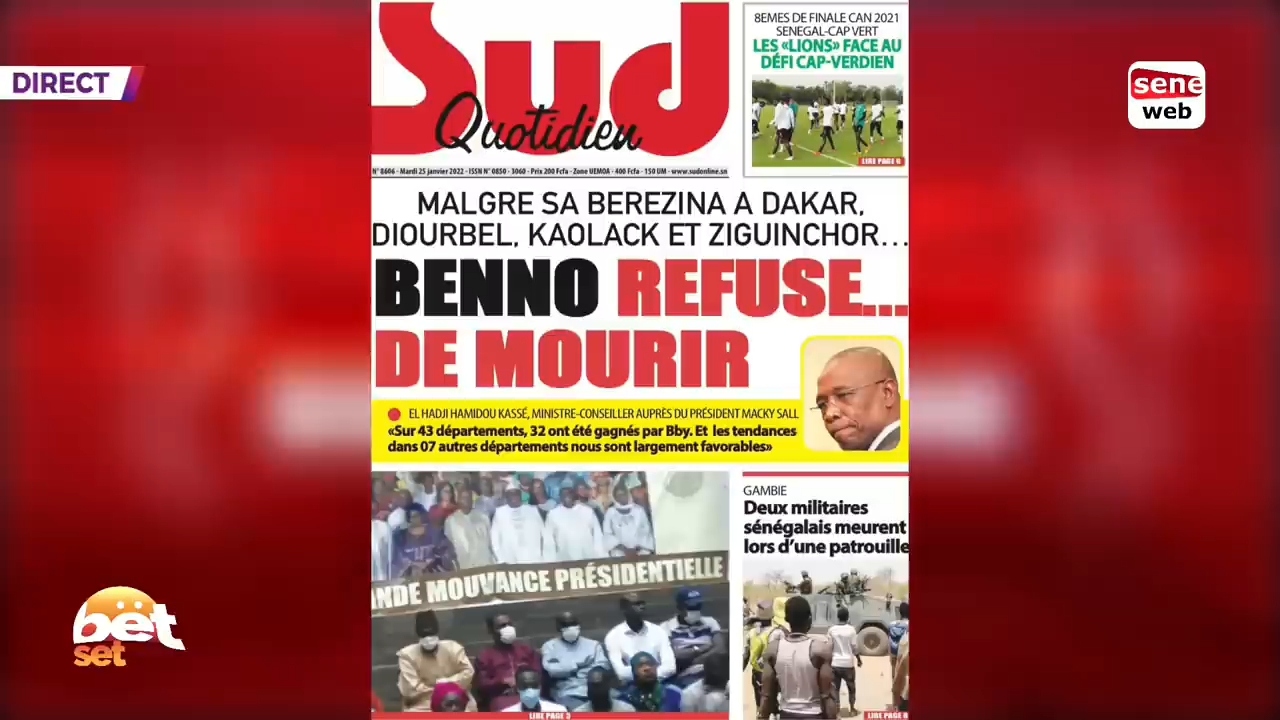 DIRECT
sene
web
Sud
Quotidien
N° 8606 - Mardi 25 janvier 2022 - ISSN N° 0850 - 3060 - Prix 200 Fcfa - Zone UEMOA - 400 Fcfa - 150 UM - www.sudonline.sn
8EMES DE FINALE CAN 2021
SENEGAL-CAP VERT
LES «LIONS» FACE AU
DÉFI CAP-VERDIEN
LIRE PAGE 6
MALGRE SA BEREZINA A DAKAR,
DIOURBEL, KAOLACK ET ZIGUINCHOR...
BENNO REFUSE...
DE MOURIR
EL HADJI HAMIDOU KASSÉ, MINISTRE-CONSEILLER AUPRÈS DU PRÉSIDENT MACKY SALL
«Sur 43 départements, 32 ont été gagnés par Bby. Et les tendances
dans 07 autres départements nous sont largement favorables»
ANDE MOUVANCE PRÉSIDENTIELLE
LIRE PAGE 3
GAMBIE
Deux militaires
sénégalais meurent
lors d'une patrouille
LIRE PAGE 8
bet
set